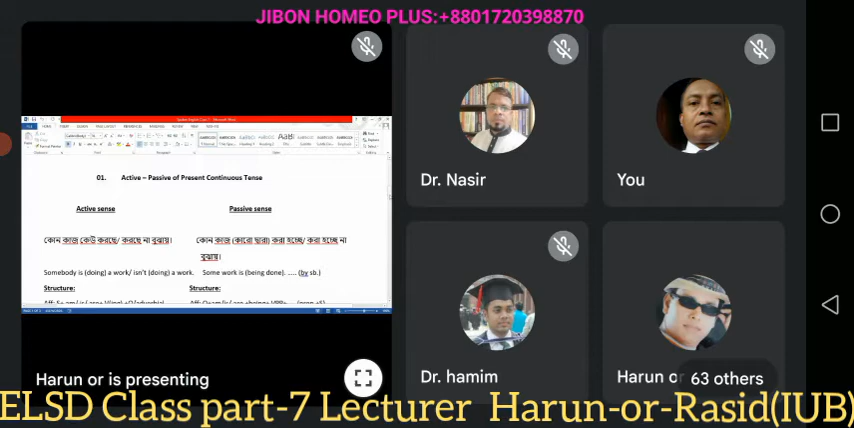 JIBON HOMEO PLUS:+8801720398870
01. Active – Passive of Present Continuous Tense
Active sense
Passive sense
কোন কাজ কেউ করছে/ করছে না বুঝায়।
কোন কাজ (কারো দ্বারা) করা হচ্ছে/ করা হচ্ছে না
বুঝায়।
Somebody is (doing) a work/ isn't (doing) a work.
Some work is (being done). ..... (by sb.)
Structure:
Structure:
Harun or is presenting
Dr. Nasir
You
Dr. hamim
Harun or
63 others
ELSD Class part-7 Lecturer Harun-or-Rasid(IUB)